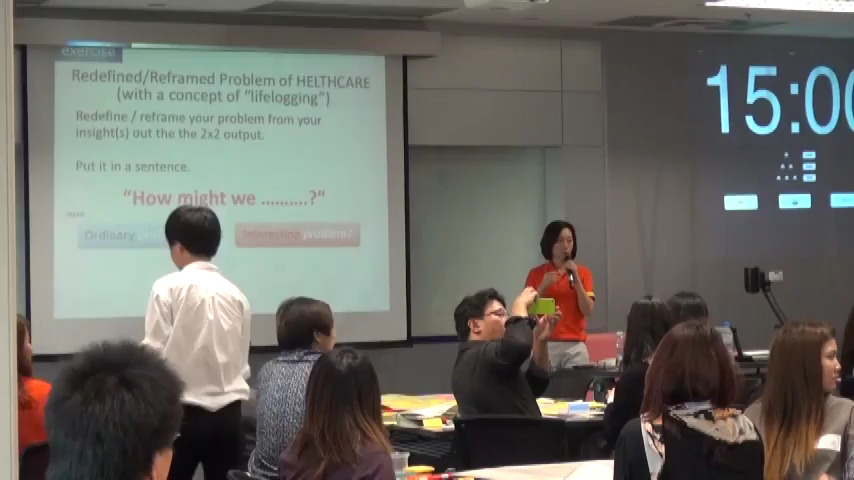 exercise
Redefined/Reframed Problem of HELTHCARE
(with a concept of "lifelogging")
Redefine / reframe your problem from your
insight(s) out the the 2x2 output.
Put it in a sentence.
"How might we ..........?"
input
Ordinary
Interesting problem?
15:00